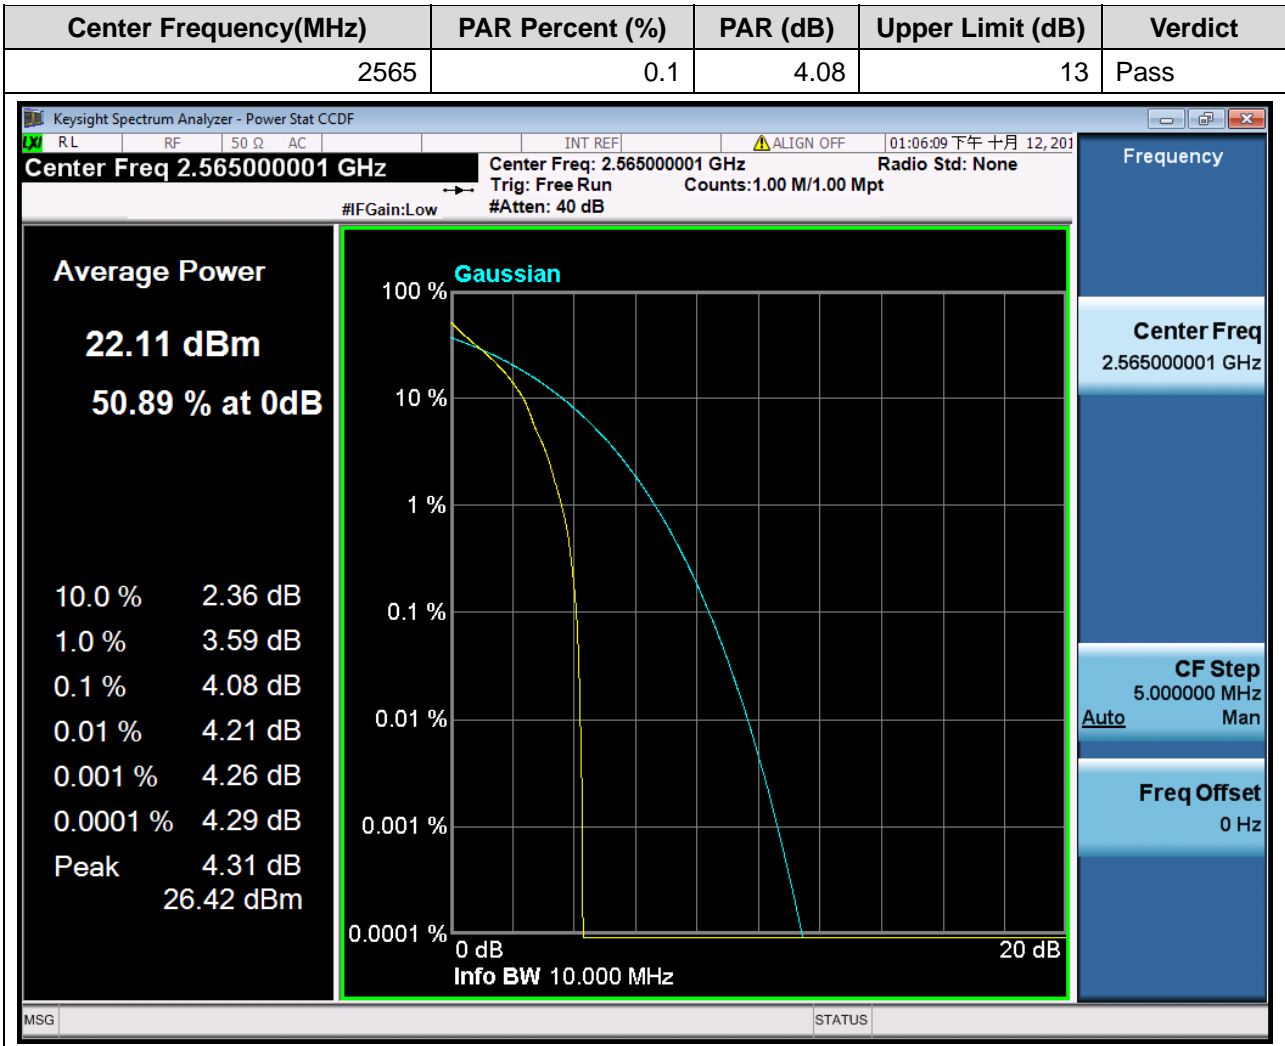 Center Frequency(MHz) PAR Percent (%) PAR (dB) Upper Limit (dB) Verdict
2565 0.1 4.08 13 Pass
Keysight Spectrum Analyzer - Power Stat CCDF
LXI RL RF 50 Ω AC INT REF ALIGN OFF 01:06:09 下午 十月 12, 201
Center Freq 2.565000001 GHz
Center Freq: 2.565000001 GHz Radio Std: None
Trig: Free Run Counts:1.00 M/1.00 Mpt
#IFGain:Low #Atten: 40 dB
Frequency
Average Power
22.11 dBm
50.89 % at 0dB
10.0 % 2.36 dB
1.0 % 3.59 dB
0.1 % 4.08 dB
0.01 % 4.21 dB
0.001 % 4.26 dB
0.0001 % 4.29 dB
Peak 4.31 dB
26.42 dBm
Gaussian
100 %
10 %
1 %
0.1 %
0.01 %
0.001 %
0.0001 %
0 dB 20 dB
Info BW 10.000 MHz
Center Freq
2.565000001 GHz
CF Step
5.000000 MHz
Auto Man
Freq Offset
0 Hz
MSG STATUS